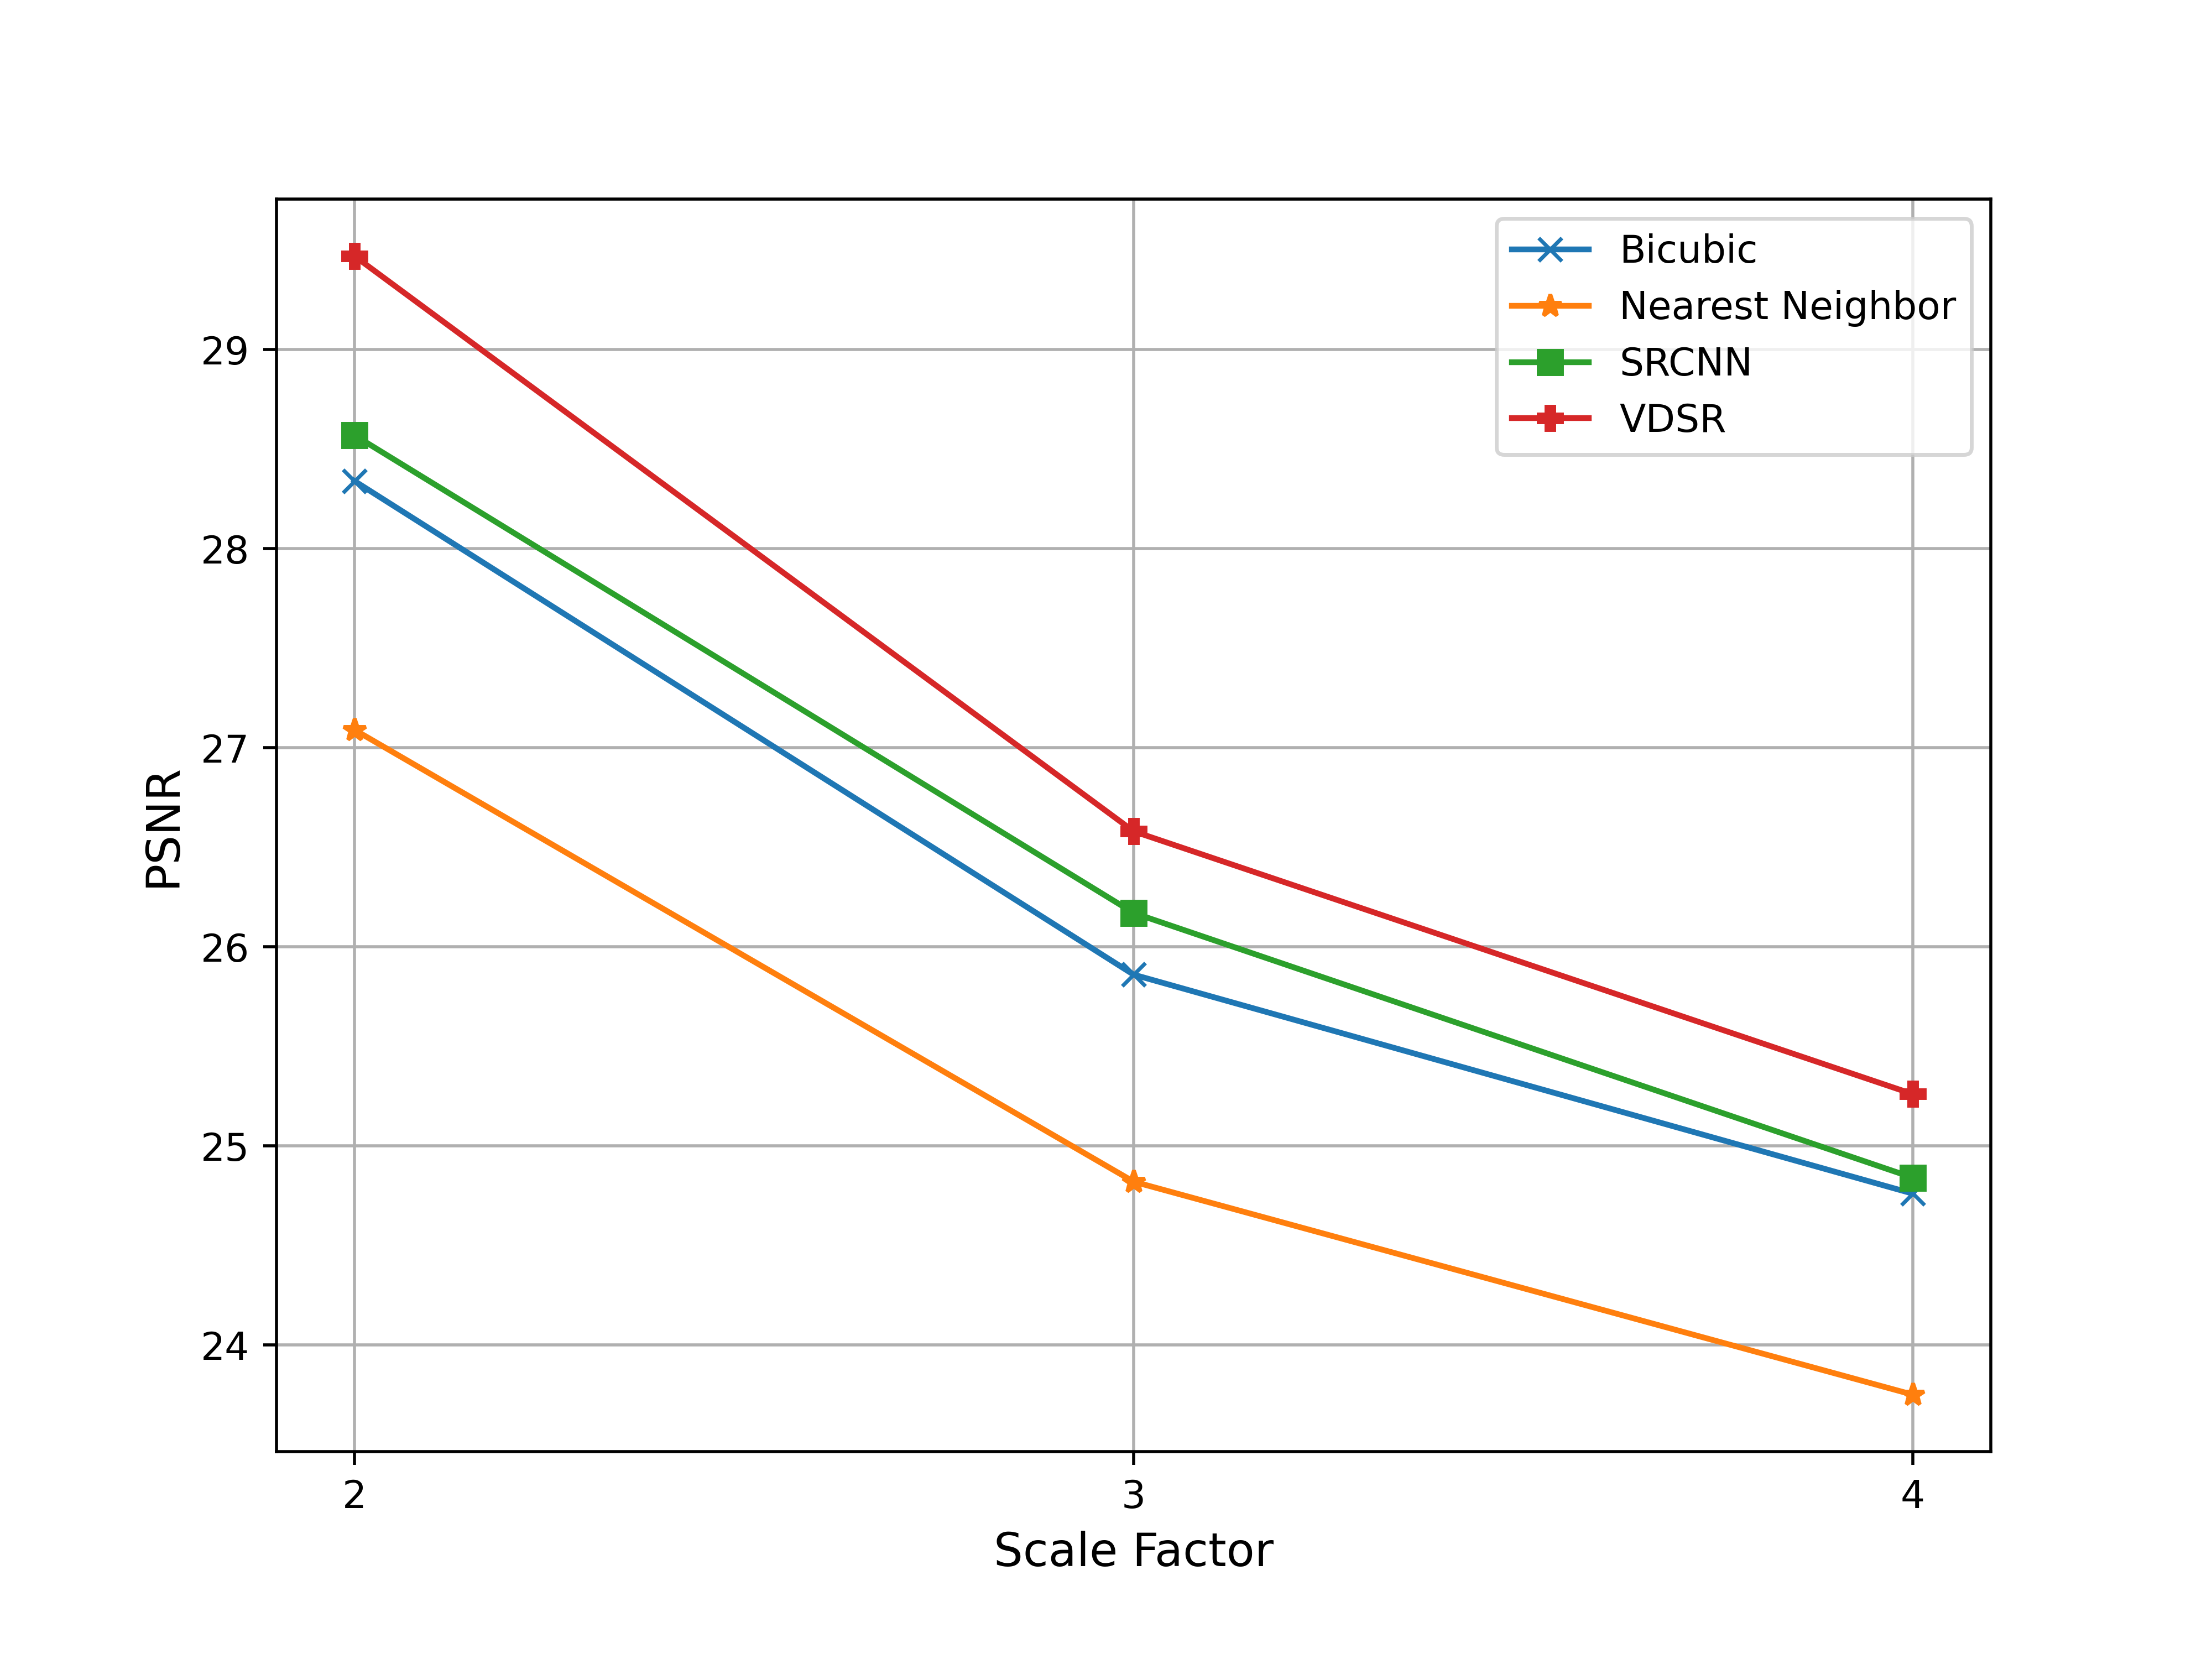 Bicubic
Nearest Neighbor
SRCNN
VDSR
29
28
27
26
25
24
PSNR
2 3 4
Scale Factor